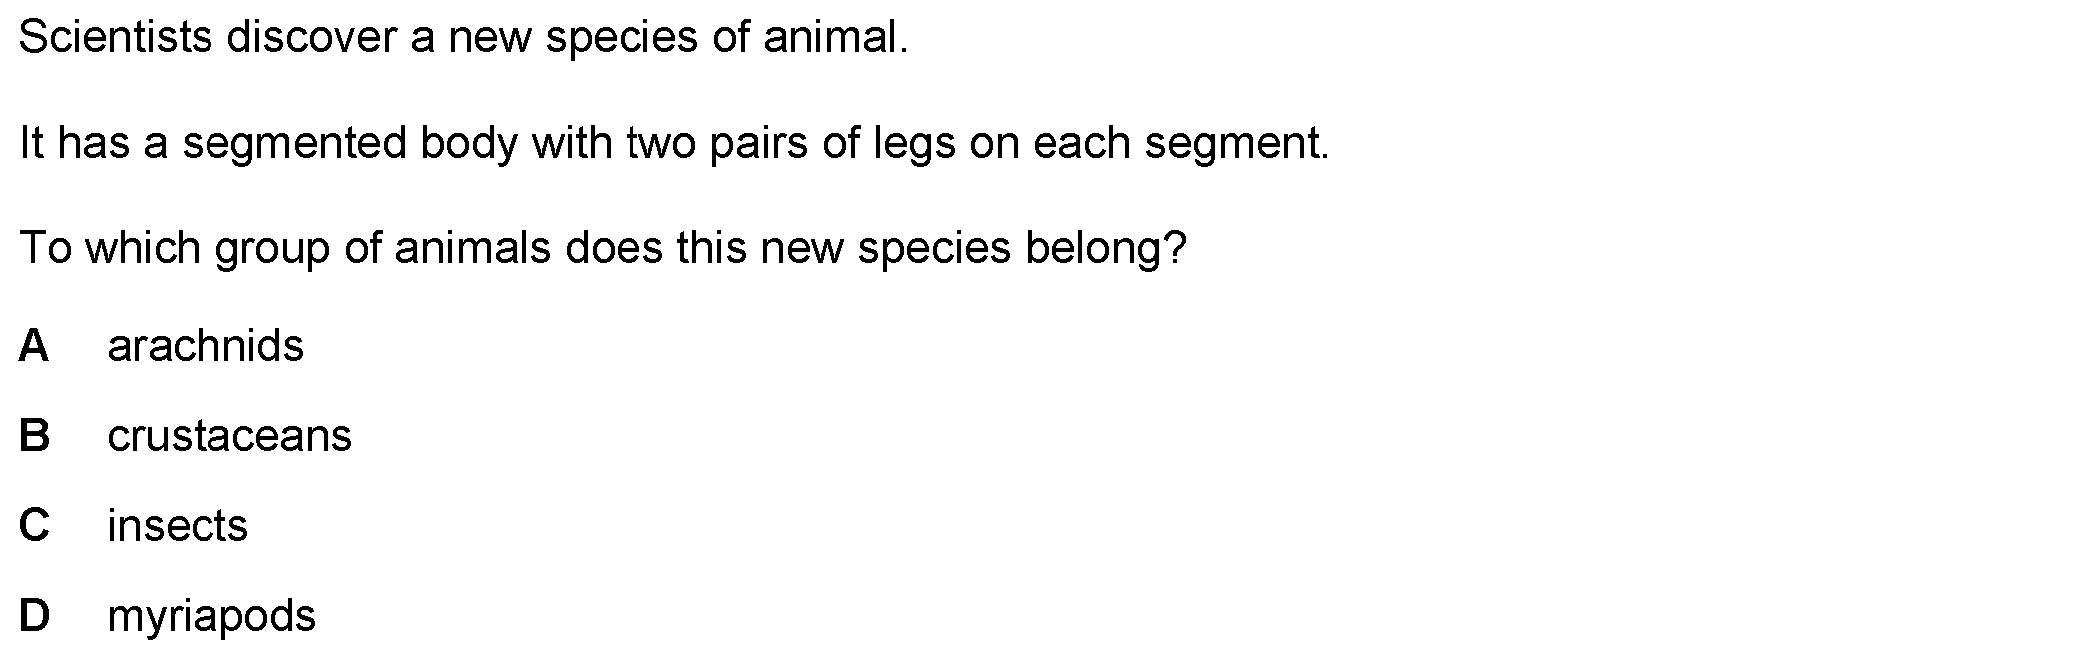 Scientists discover a new species of animal.
It has a segmented body with two pairs of legs on each segment.
To which group of animals does this new species belong?
A arachnids
B crustaceans
C insects
D myriapods